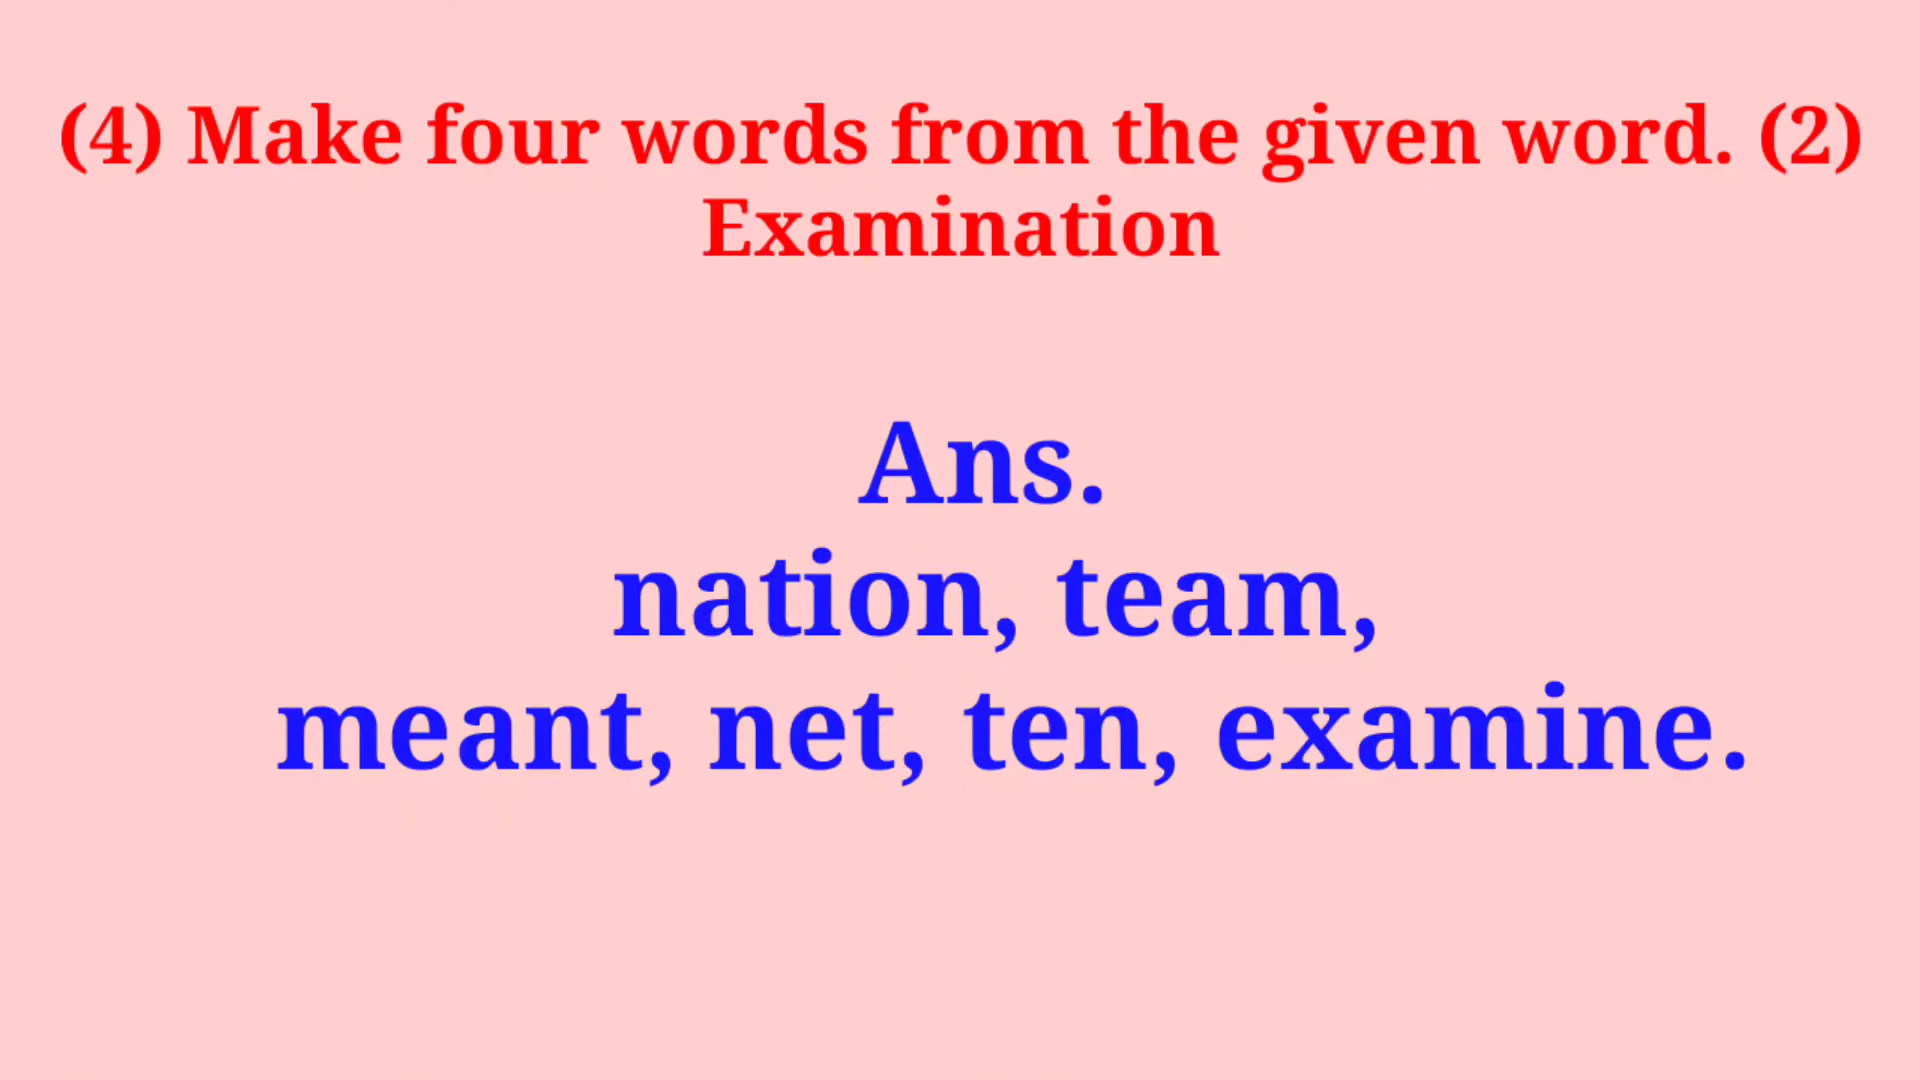 (4) Make four words from the given word. (2)
Examination
Ans.
nation, team,
meant, net, ten, examine.